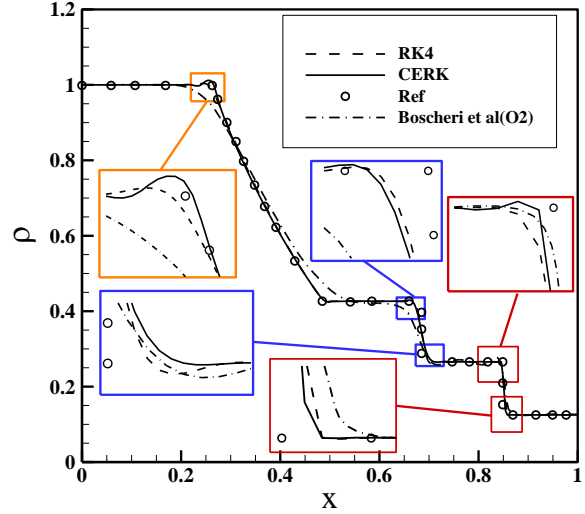 1.2
1
0.8
0.6
0.4
0.2
0
ρ
RK4
CERK
Ref
Boscheri et al(O2)
0 0.2 0.4 0.6 0.8 1
X